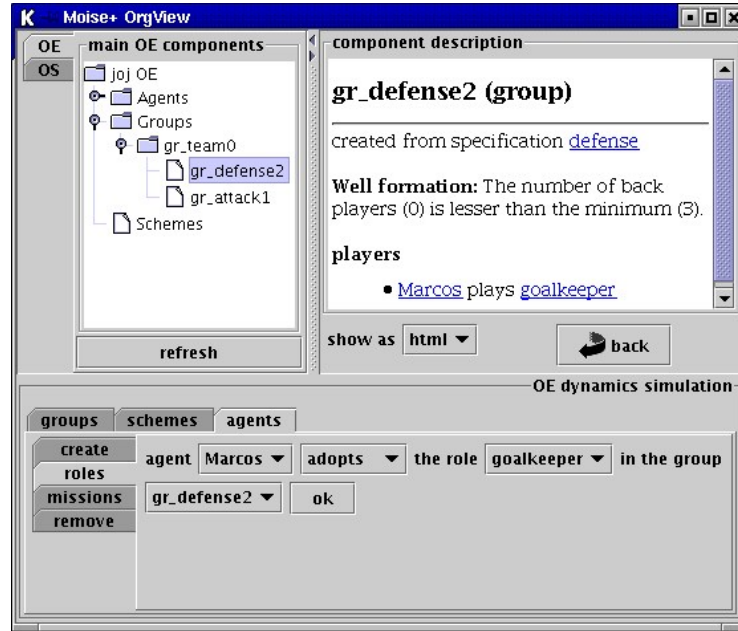 K Moise+ OrgView
OE
OS
main OE components
joj OE
Agents
Groups
gr_team0
gr_defense2
gr_attack1
Schemes
refresh
component description
gr_defense2 (group)
created from specification defense
Well formation: The number of back
players (0) is lesser than the minimum (3).
players
• Marcos plays goalkeeper
show as html back
OE dynamics simulation
groups schemes agents
create
roles
missions
remove
agent Marcos adopts the role goalkeeper in the group
gr_defense2 ok